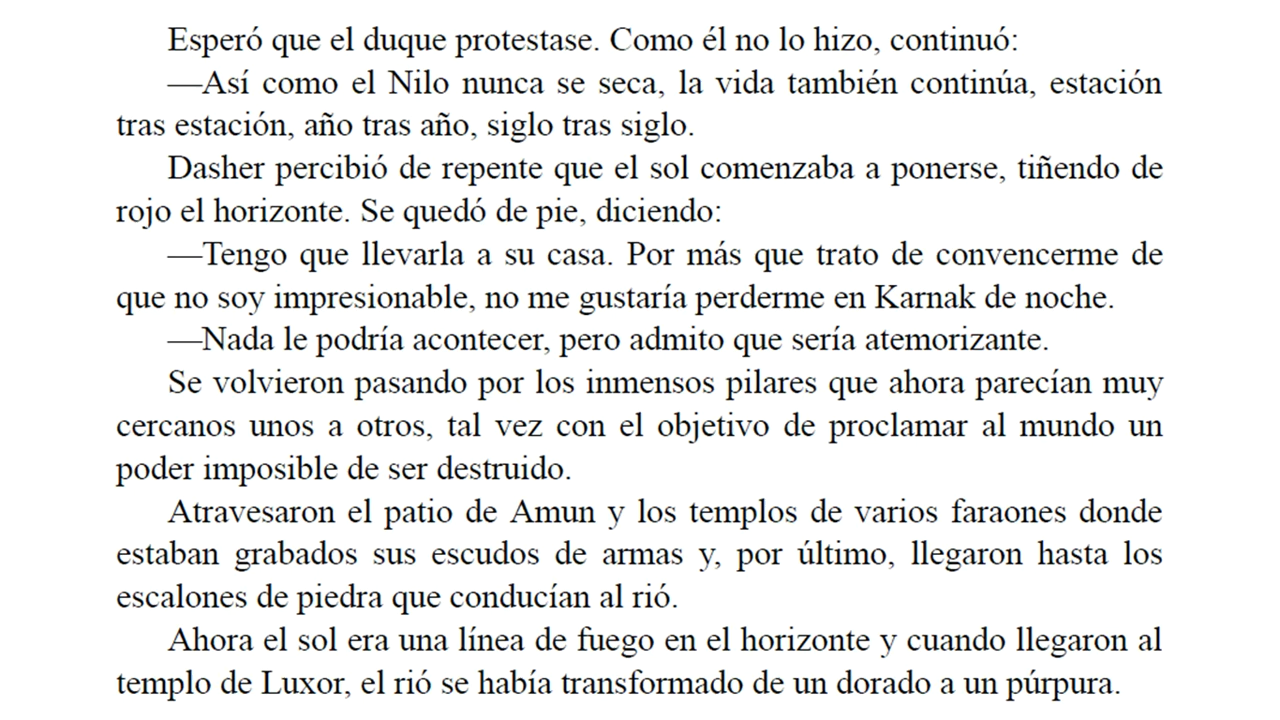 Esperó que el duque protestase. Como él no lo hizo, continuó:
—Así como el Nilo nunca se seca, la vida también continúa, estación
tras estación, año tras año, siglo tras siglo.
Dasher percibió de repente que el sol comenzaba a ponerse, tiñendo de
rojo el horizonte. Se quedó de pie, diciendo:
—Tengo que llevarla a su casa. Por más que trato de convencerme de
que no soy impresionable, no me gustaría perderme en Karnak de noche.
—Nada le podría acontecer, pero admito que sería atemorizante.
Se volvieron pasando por los inmensos pilares que ahora parecían muy
cercanos unos a otros, tal vez con el objetivo de proclamar al mundo un
poder imposible de ser destruido.
Atravesaron el patio de Amun y los templos de varios faraones donde
estaban grabados sus escudos de armas y, por último, llegaron hasta los
escalones de piedra que conducían al rió.
Ahora el sol era una línea de fuego en el horizonte y cuando llegaron al
templo de Luxor, el rió se había transformado de un dorado a un púrpura.